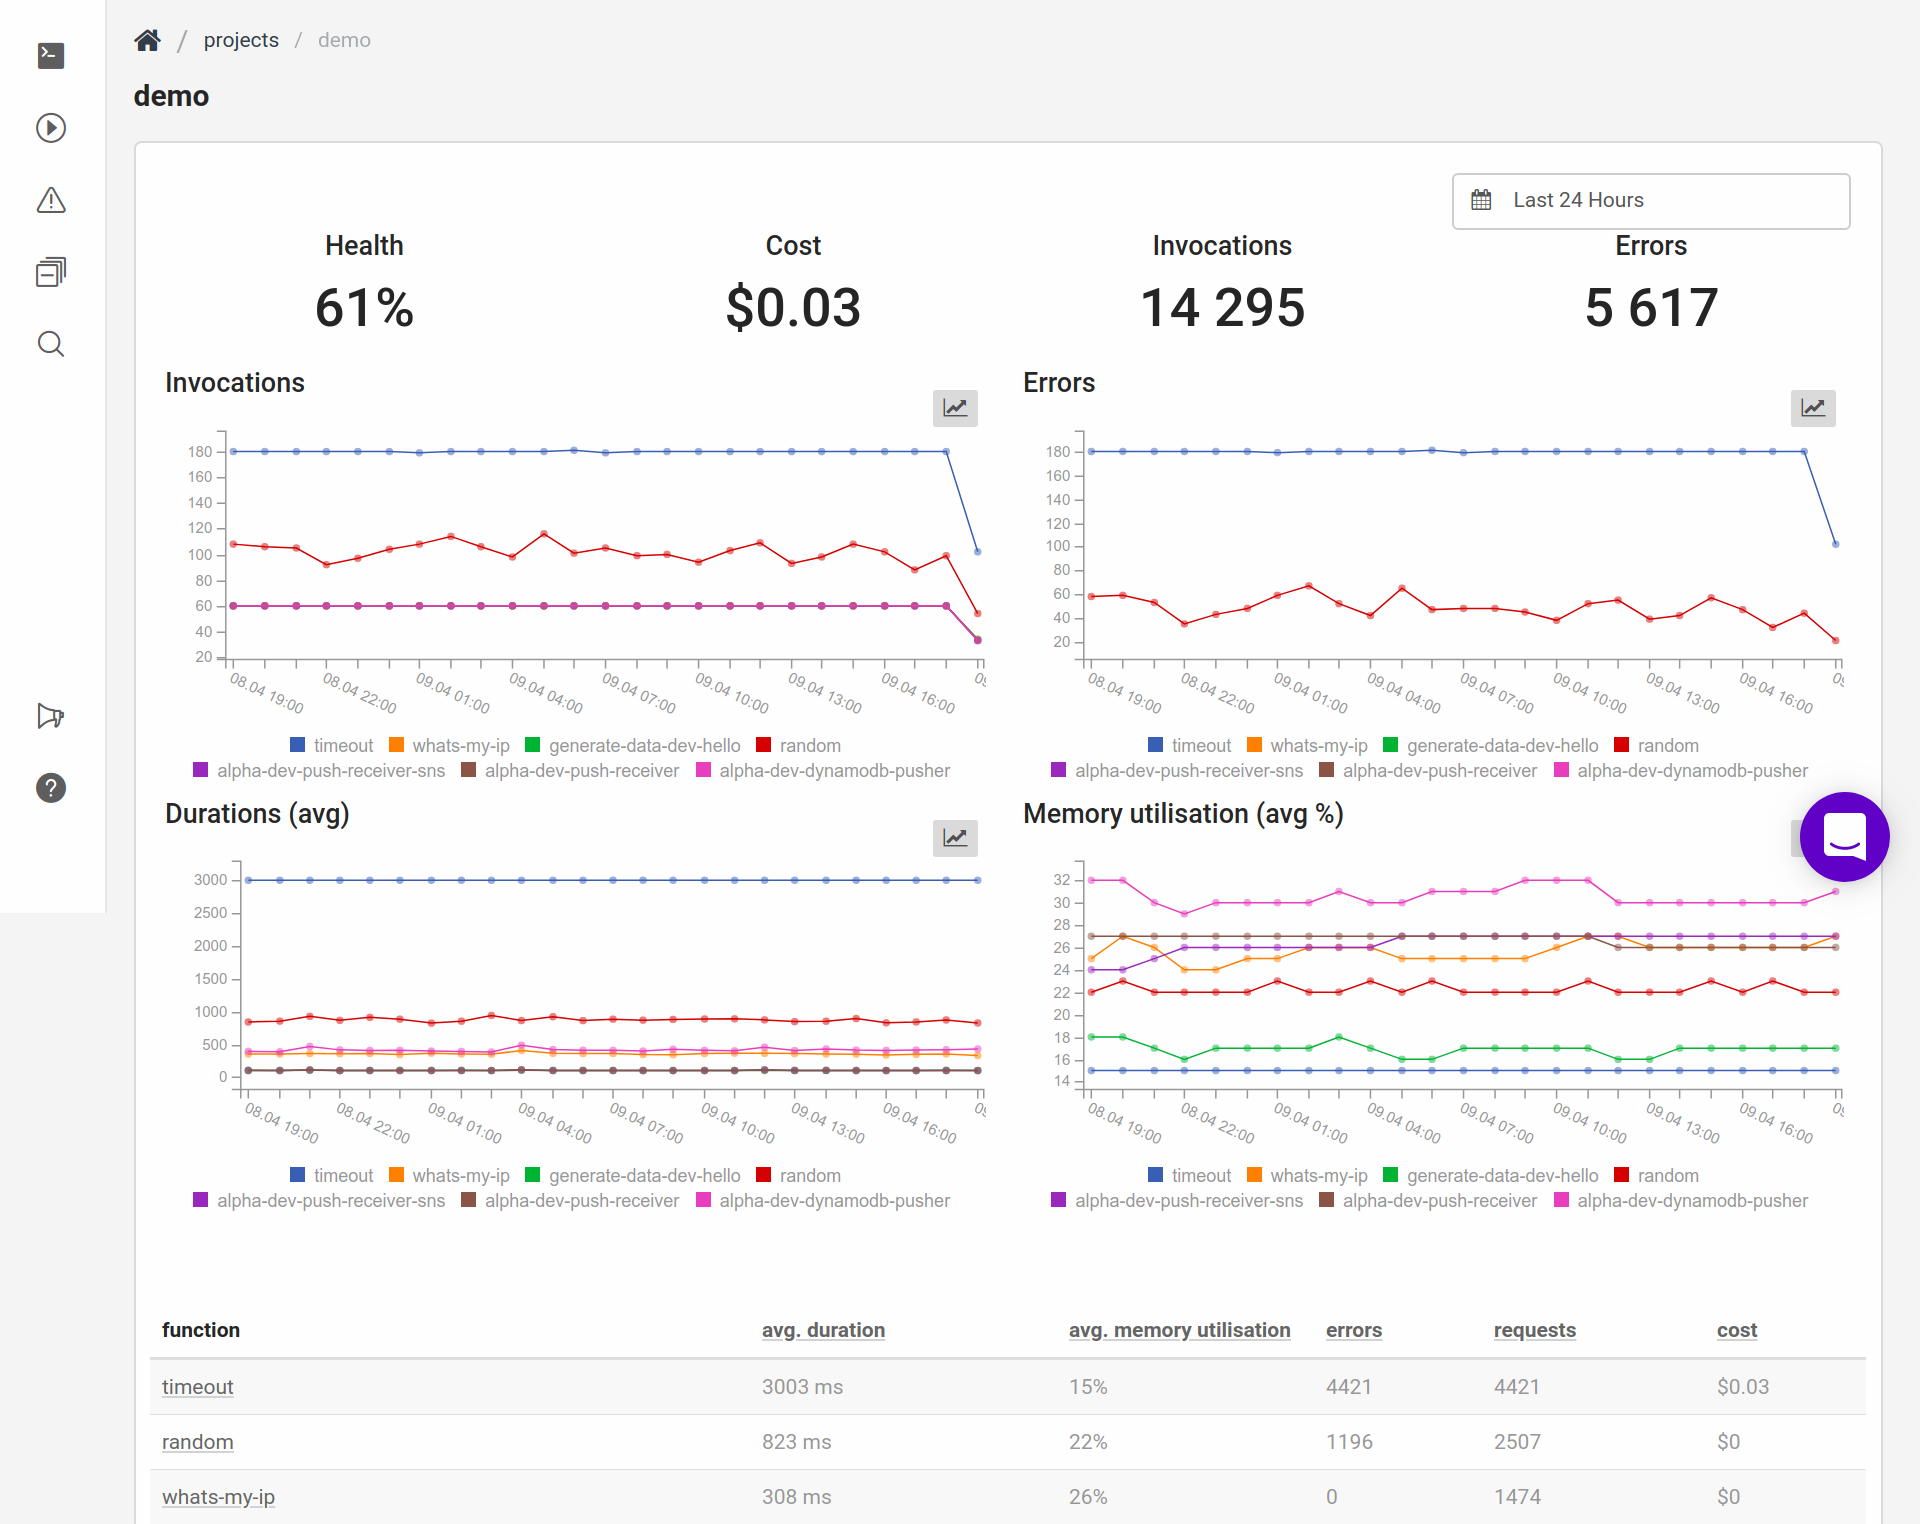 projects / demo
demo
Last 24 Hours
Health Cost Invocations Errors
61% $0.03 14 295 5 617
Invocations
180
160
140
120
100
80
60
40
20
08.04 19:00 08.04 22:00 09.04 01:00 09.04 04:00 09.04 07:00 09.04 10:00 09.04 13:00 09.04 16:00
timeout whats-my-ip generate-data-dev-hello random
alpha-dev-push-receiver-sns alpha-dev-push-receiver alpha-dev-dynamodb-pusher
Errors
180
160
140
120
100
80
60
40
20
08.04 19:00 08.04 22:00 09.04 01:00 09.04 04:00 09.04 07:00 09.04 10:00 09.04 13:00 09.04 16:00
timeout whats-my-ip generate-data-dev-hello random
alpha-dev-push-receiver-sns alpha-dev-push-receiver alpha-dev-dynamodb-pusher
Durations (avg)
3000
2500
2000
1500
1000
500
0
08.04 19:00 08.04 22:00 09.04 01:00 09.04 04:00 09.04 07:00 09.04 10:00 09.04 13:00 09.04 16:00
timeout whats-my-ip generate-data-dev-hello random
alpha-dev-push-receiver-sns alpha-dev-push-receiver alpha-dev-dynamodb-pusher
Memory utilisation (avg %)
32
30
28
26
24
22
20
18
16
14
08.04 19:00 08.04 22:00 09.04 01:00 09.04 04:00 09.04 07:00 09.04 10:00 09.04 13:00 09.04 16:00
timeout whats-my-ip generate-data-dev-hello random
alpha-dev-push-receiver-sns alpha-dev-push-receiver alpha-dev-dynamodb-pusher
function avg. duration avg. memory utilisation errors requests cost
timeout 3003 ms 15% 4421 4421 $0.03
random 823 ms 22% 1196 2507 $0
whats-my-ip 308 ms 26% 0 1474 $0